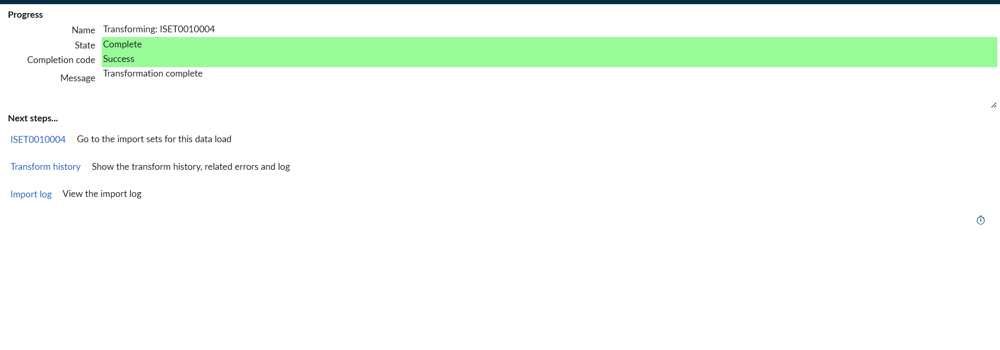 Progress
Name Transforming: ISET0010004
State Complete
Completion code Success
Message Transformation complete
Next steps...
ISET0010004 Go to the import sets for this data load
Transform history Show the transform history, related errors and log
Import log View the import log